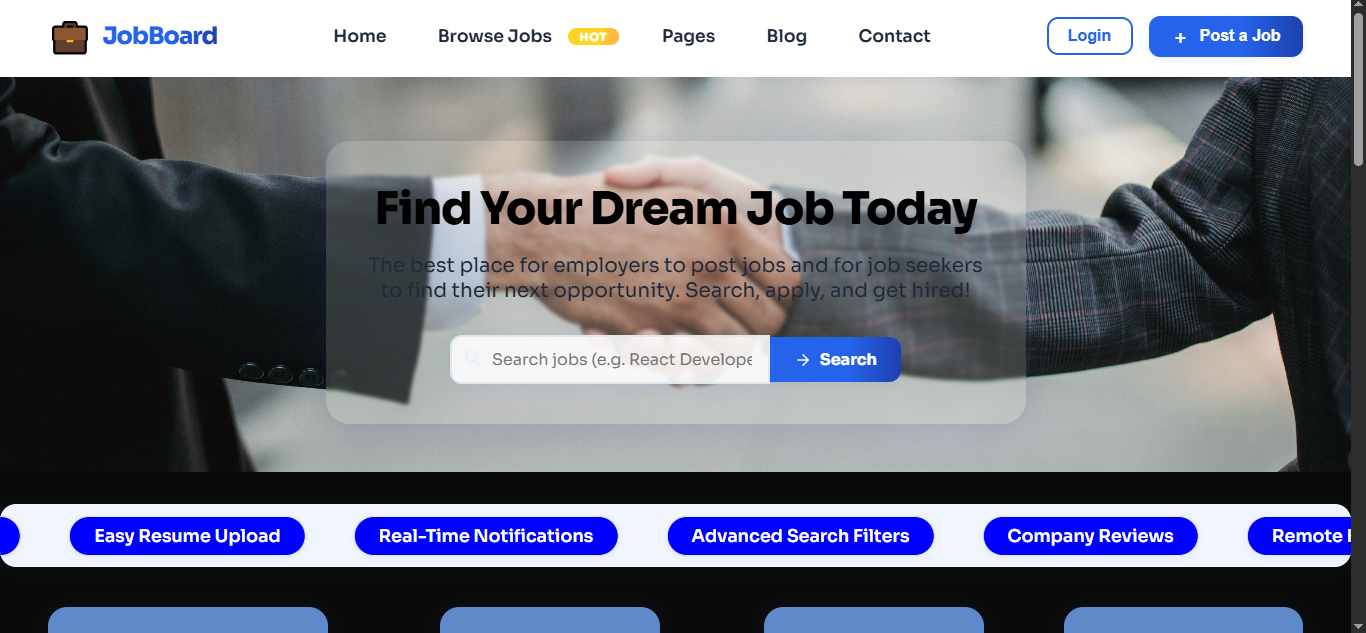 JobBoard
Home
Browse Jobs
HOT
Pages
Blog
Contact
Login
+ Post a Job
Find Your Dream Job Today
The best place for employers to post jobs and for job seekers
to find their next opportunity. Search, apply, and get hired!
Search jobs (e.g. React Develope
→ Search
Easy Resume Upload
Real-Time Notifications
Advanced Search Filters
Company Reviews
Remote